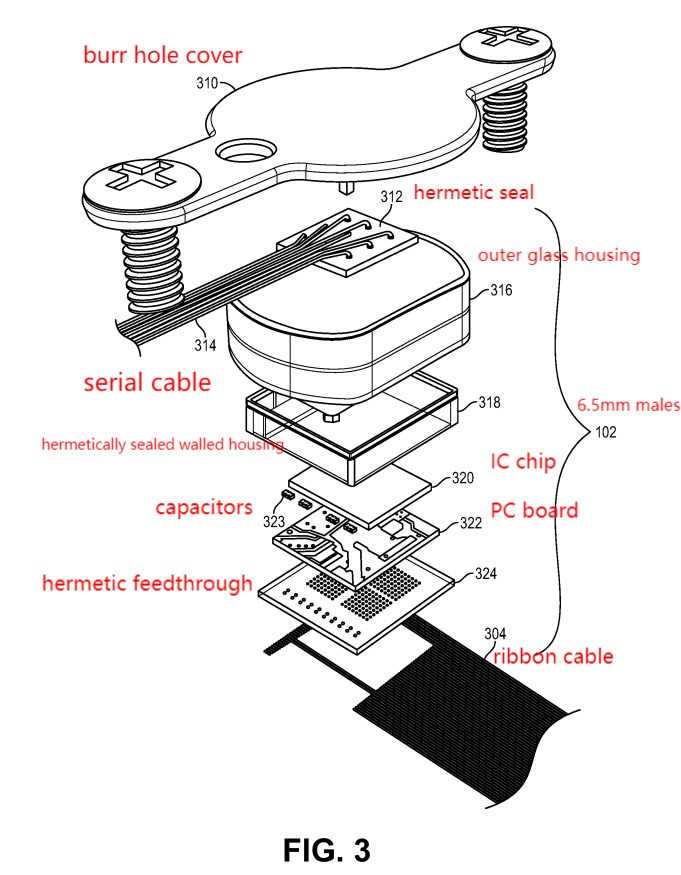 burr hole cover
310
312
hermetic seal
outer glass housing
316
314
serial cable
318
6.5mm males
102
hermetically sealed walled housing
IC chip
320
capacitors
323
PC board
322
hermetic feedthrough
324
304
ribbon cable
FIG. 3